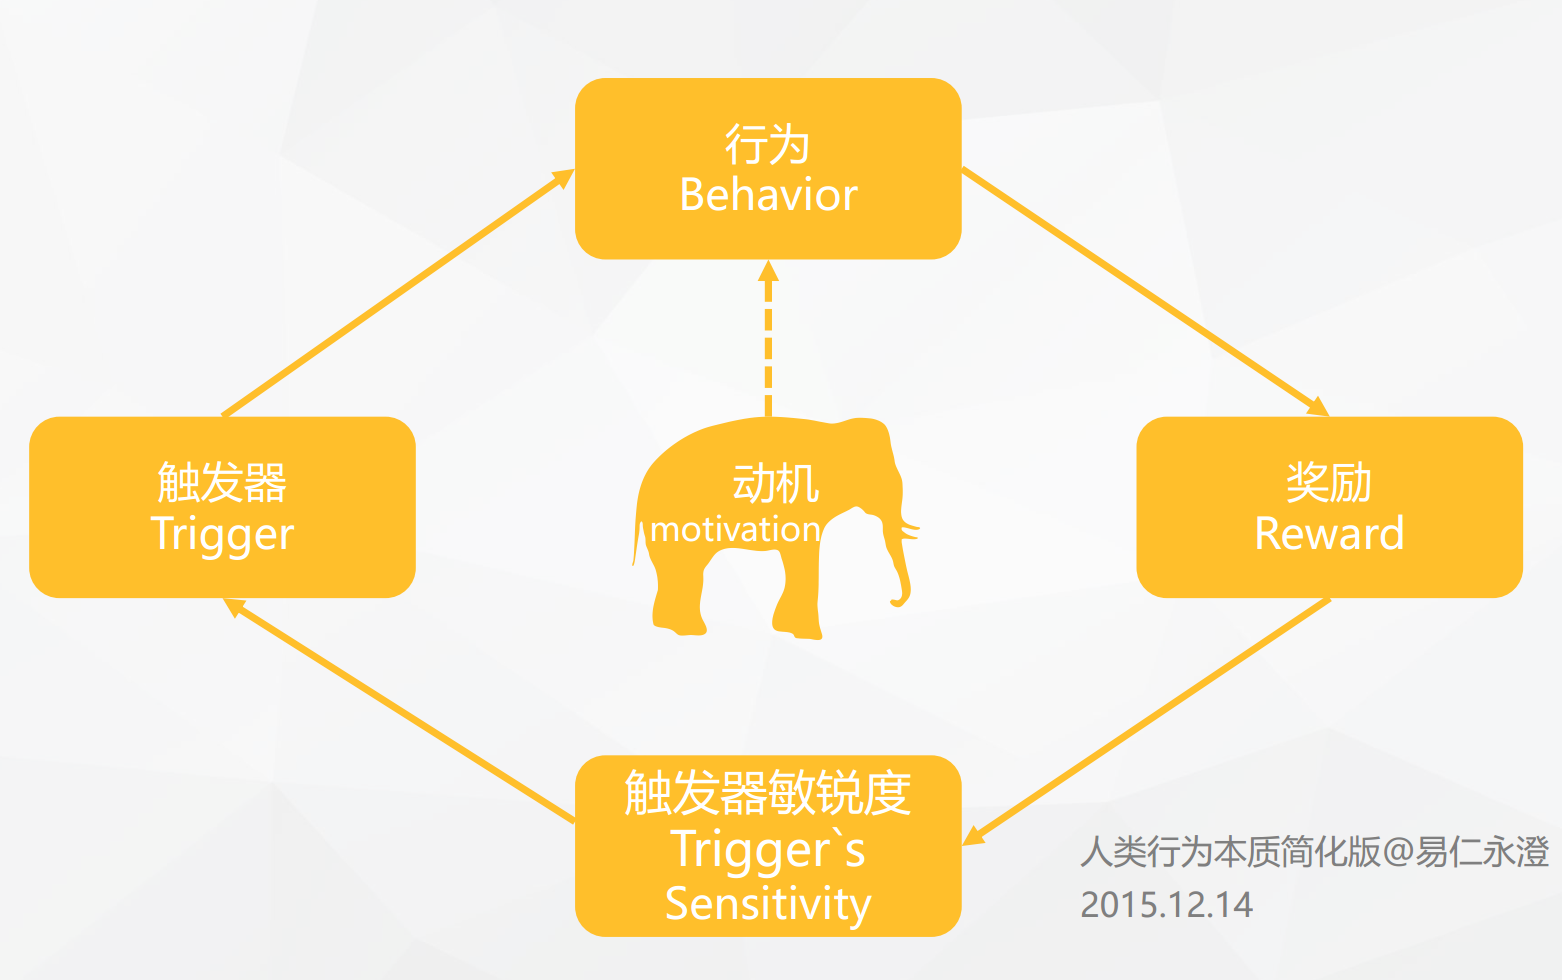 行为
Behavior
触发器
Trigger
动机
motivation
奖励
Reward
触发器敏锐度
Trigger`s
Sensitivity
人类行为本质简化版@易仁永澄
2015.12.14